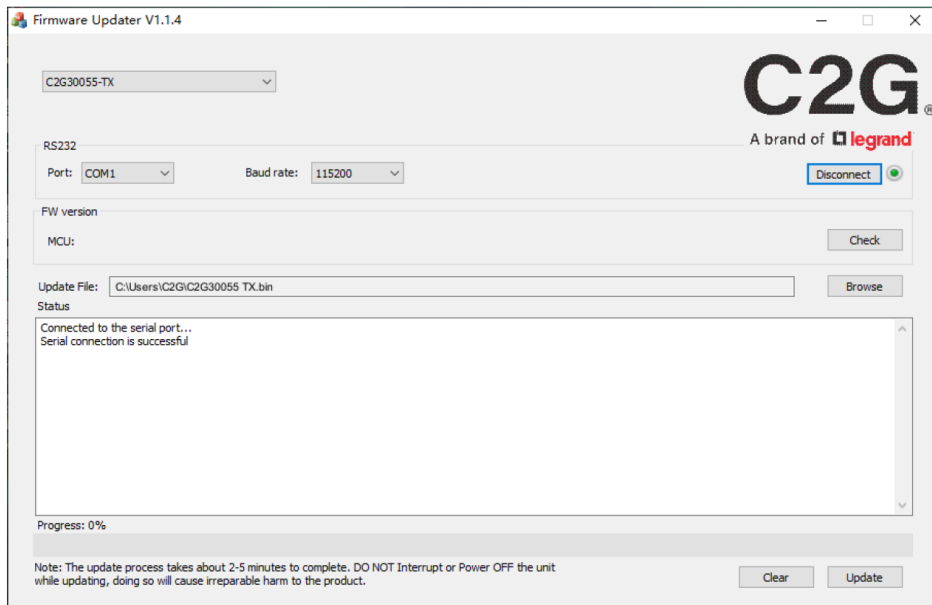 Firmware Updater V1.1.4
C2G30055-TX
C2G®
A brand of legrand
RS232
Port: COM1 Baud rate: 115200 Disconnect
FW version
MCU: Check
Update File: C:\Users\C2G\C2G30055 TX.bin Browse
Status
Connected to the serial port...
Serial connection is successful
Progress: 0%
Note: The update process takes about 2-5 minutes to complete. DO NOT Interrupt or Power OFF the unit
while updating, doing so will cause irreparable harm to the product.
Clear Update